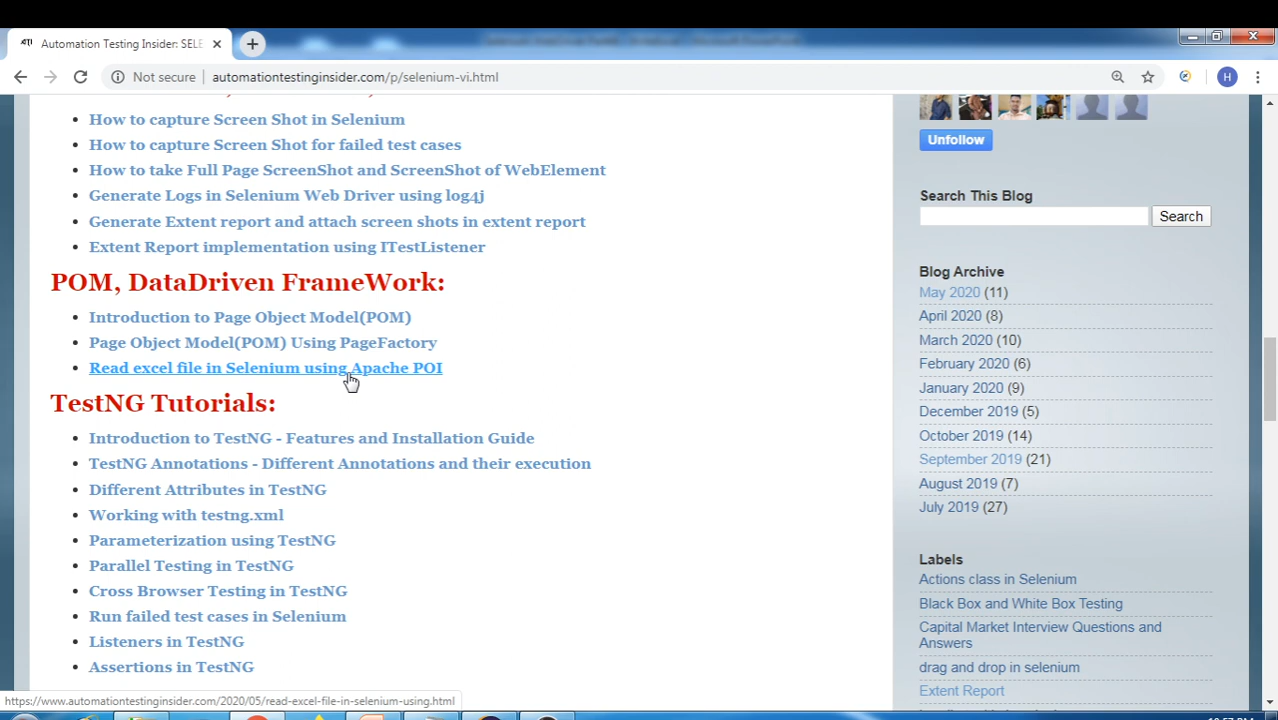 Automation Testing Insider: SELE
Not secure
automationtestinginsider.com/p/selenium-vi.html
H
How to capture Screen Shot in Selenium
How to capture Screen Shot for failed test cases
How to take Full Page ScreenShot and ScreenShot of WebElement
Generate Logs in Selenium Web Driver using log4j
Generate Extent report and attach screen shots in extent report
Extent Report implementation using ITestListener
POM, DataDriven FrameWork:
Introduction to Page Object Model(POM)
Page Object Model(POM) Using PageFactory
Read excel file in Selenium using Apache POI
TestNG Tutorials:
Introduction to TestNG - Features and Installation Guide
TestNG Annotations - Different Annotations and their execution
Different Attributes in TestNG
Working with testng.xml
Parameterization using TestNG
Parallel Testing in TestNG
Cross Browser Testing in TestNG
Run failed test cases in Selenium
Listeners in TestNG
Assertions in TestNG
https://www.automationtestinginsider.com/2020/05/read-excel-file-in-selenium-using.html
Unfollow
Search This Blog
Search
Blog Archive
May 2020 (11)
April 2020 (8)
March 2020 (10)
February 2020 (6)
January 2020 (9)
December 2019 (5)
October 2019 (14)
September 2019 (21)
August 2019 (7)
July 2019 (27)
Labels
Actions class in Selenium
Black Box and White Box Testing
Capital Market Interview Questions and
Answers
drag and drop in selenium
Extent Report